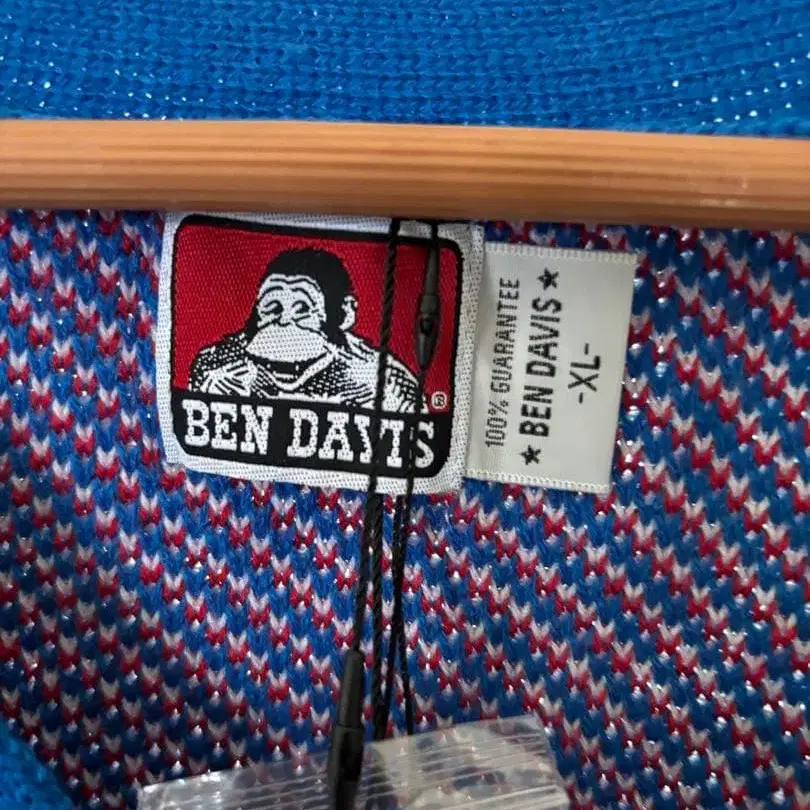 BEN DAVIS
®
100% GUARANTEE
★ BEN DAVIS ★
-XL-